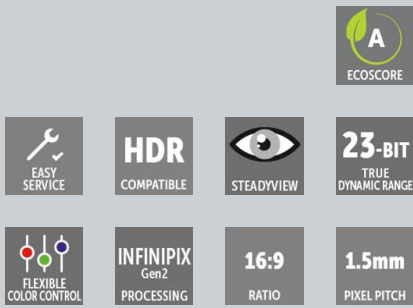 A
ECOSCORE
EASY
SERVICE
HDR
COMPATIBLE
STEADYVIEW
23-BIT
TRUE
DYNAMIC RANGE
FLEXIBLE
COLOR CONTROL
INFINIPIX
Gen2
PROCESSING
16:9
RATIO
1.5mm
PIXEL PITCH